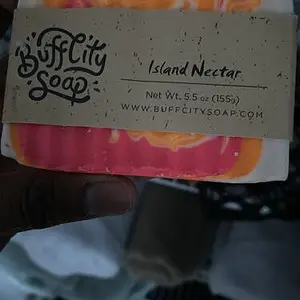 Buff City
Soap
Island Nectar
Net Wt. 5.5 oz (155g)
WWW.BUFFCITYSOAP.COM